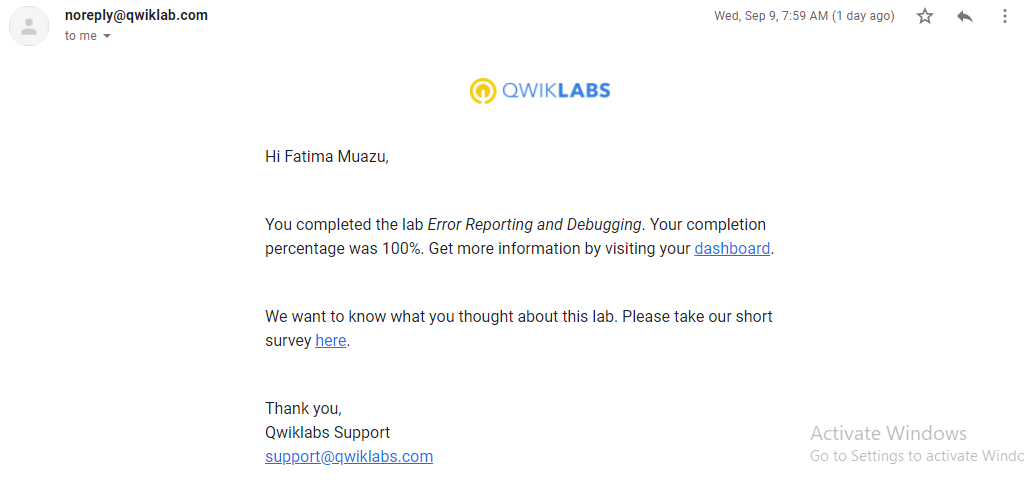 noreply@qwiklab.com
Wed, Sep 9, 7:59 AM (1 day ago)
to me
QWIKLABS
Hi Fatima Muazu,
You completed the lab Error Reporting and Debugging. Your completion
percentage was 100%. Get more information by visiting your dashboard.
We want to know what you thought about this lab. Please take our short
survey here.
Thank you,
Qwiklabs Support
support@qwiklabs.com
Activate Windows
Go to Settings to activate Windo